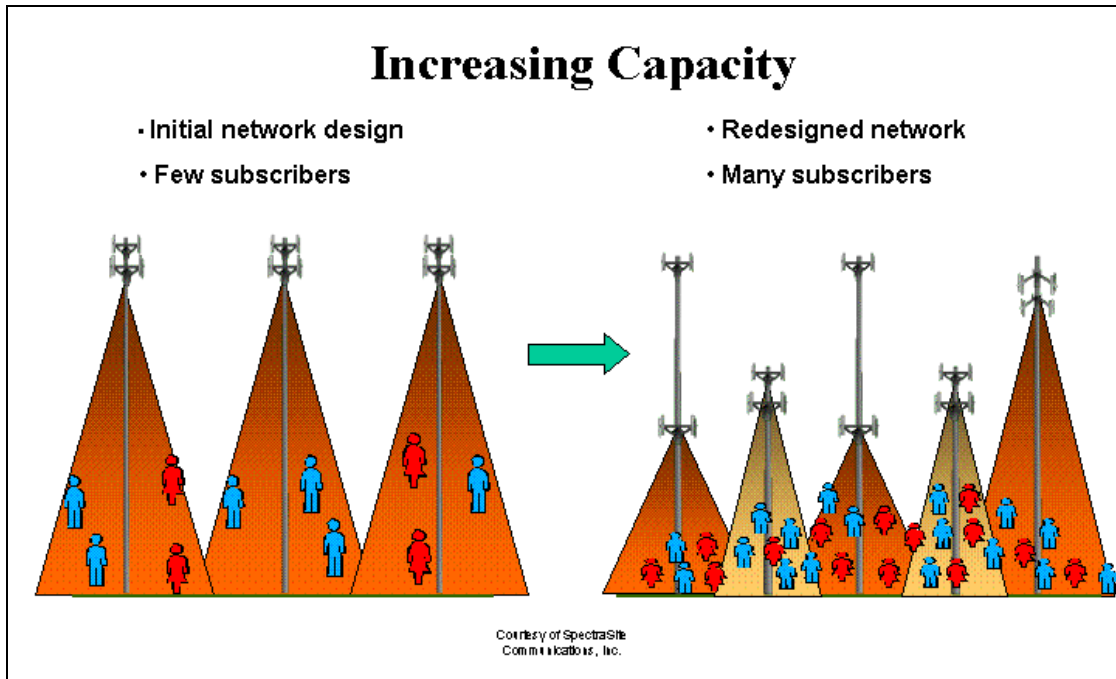 Increasing Capacity
• Initial network design
• Few subscribers
• Redesigned network
• Many subscribers
Courtesy of SpectraSite
Communications, Inc.